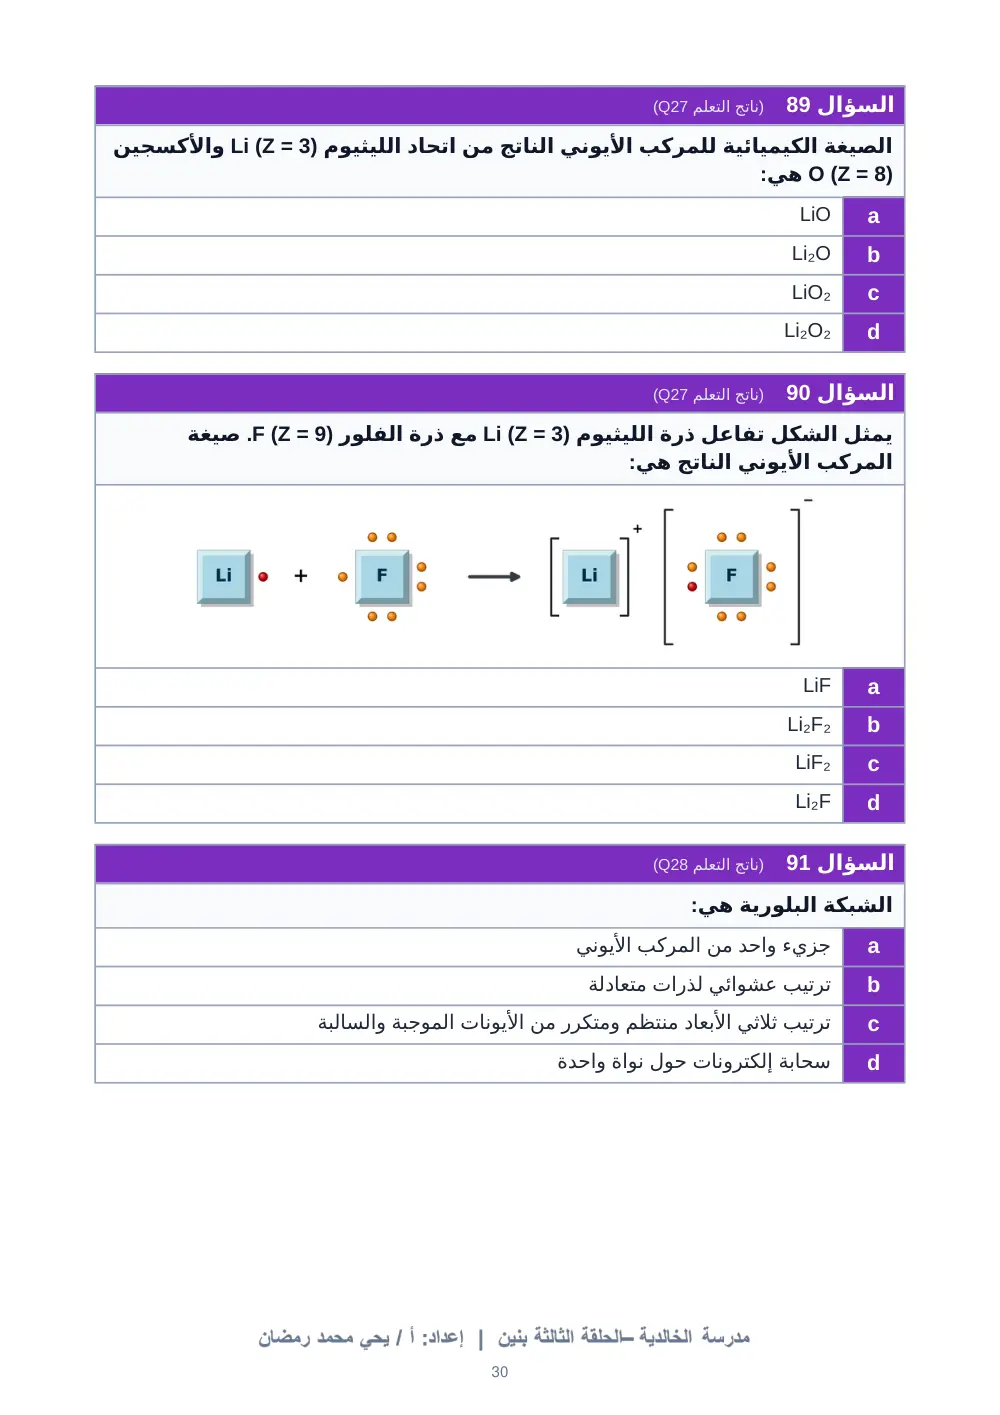 السؤال 89 (ناتج التعلم Q27)
الصيغة الكيميائية للمركب الأيوني الناتج من اتحاد الليثيوم Li (Z = 3) والأكسجين
O (Z = 8) هي:
a LiO
b Li₂O
c LiO₂
d Li₂O₂
السؤال 90 (ناتج التعلم Q27)
يمثل الشكل تفاعل ذرة الليثيوم Li (Z = 3) مع ذرة الفلور F (Z = 9). صيغة
المركب الأيوني الناتج هي:
Li + F Li + F −
a LiF
b Li₂F₂
c LiF₂
d Li₂F
السؤال 91 (ناتج التعلم Q28)
الشبكة البلورية هي:
a جزيء واحد من المركب الأيوني
b ترتيب عشوائي لذرات متعادلة
c ترتيب ثلاثي الأبعاد منتظم ومتكرر من الأيونات الموجبة والسالبة
d سحابة إلكترونات حول نواة واحدة
مدرسة الخالدية –الحلقة الثالثة بنين | إعداد: أ / يحي محمد رمضان
30